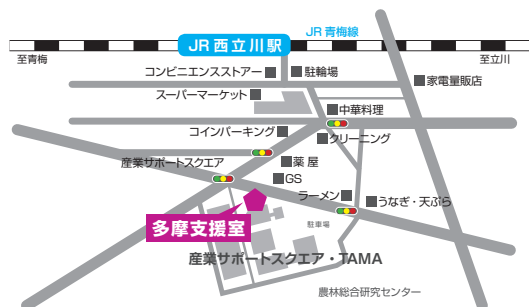 JR 青梅線
JR 西立川駅
至青梅
至立川
コンビニエンスストアー
駐輪場
家電量販店
スーパーマーケット
中華料理
コインパーキング
クリーニング
産業サポートスクエア
薬 屋
GS
ラーメン
うなぎ・天ぷら
多摩支援室
駐車場
産業サポートスクエア・TAMA
農林総合研究センター